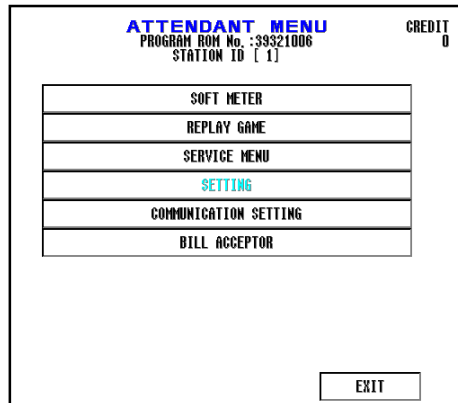 ATTENDANT MENU
CREDIT
PROGRAM ROM No. :39321006
0
STATION ID [ 1]
SOFT METER
REPLAY GAME
SERVICE MENU
SETTING
COMMUNICATION SETTING
BILL ACCEPTOR
EXIT